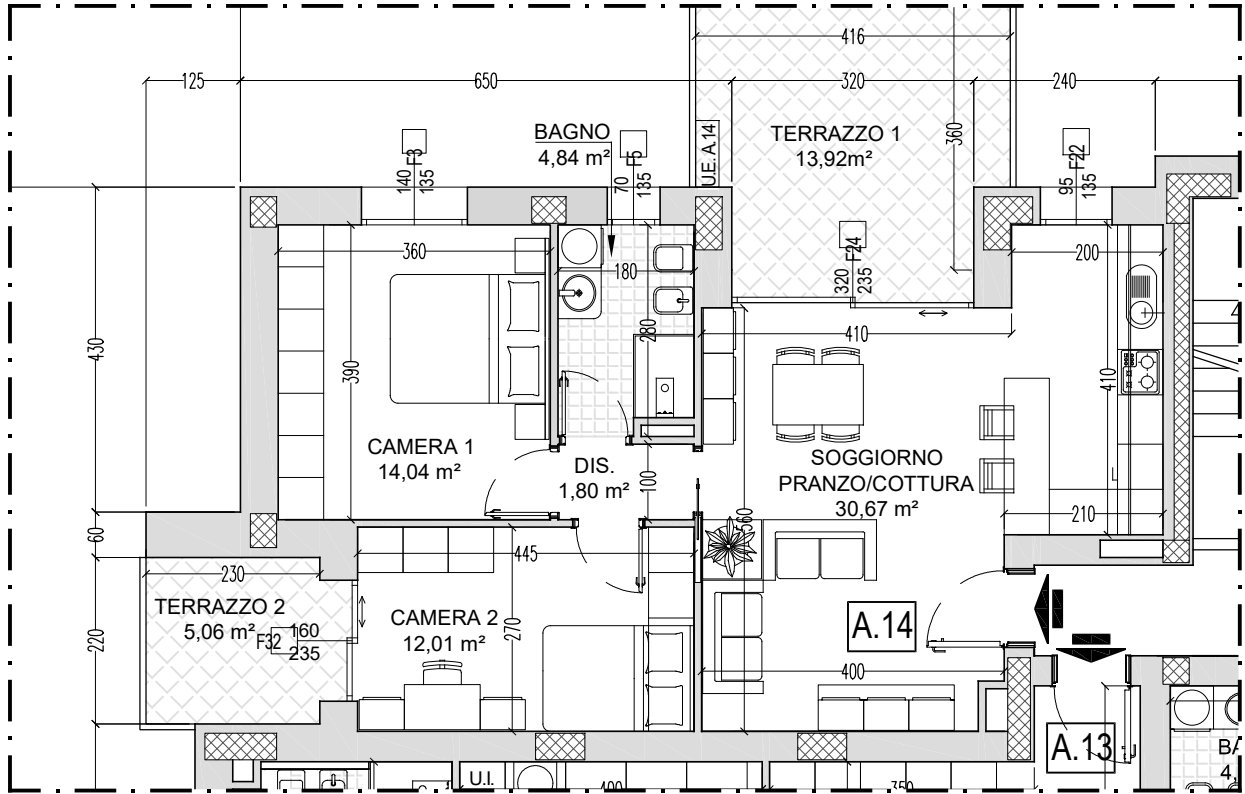 416
125
650
320
240
BAGNO
4,84 m²
U.E. A.14
TERRAZZO 1
13,92m²
360
F3
140
135
F5
70
135
F22
95
135
360
180
F24
320
235
200
280
410
430
390
410
CAMERA 1
14,04 m²
DIS.
1,80 m²
100
SOGGIORNO
PRANZO/COTTURA
30,67 m²
L
560
210
60
445
230
TERRAZZO 2
5,06 m²
F32
160
235
CAMERA 2
12,01 m²
270
A.14
220
400
A.13
U.I.
400
350